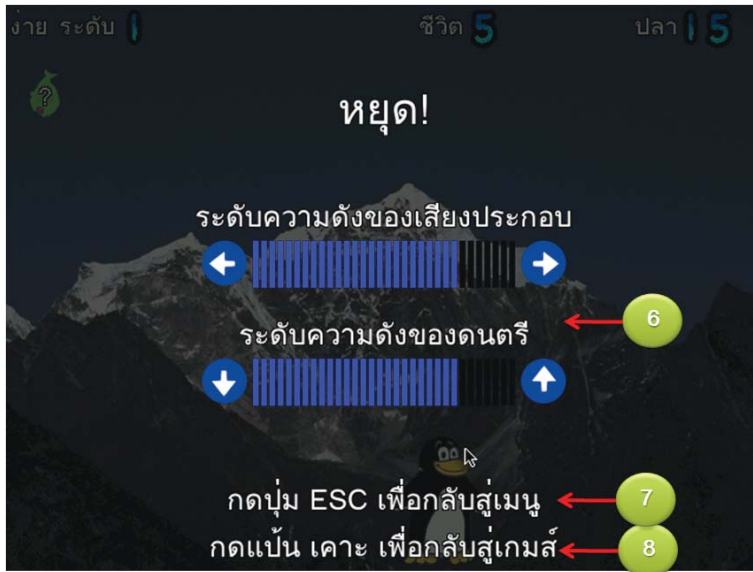 ง่าย ระดับ 1 ชีวิต 5 ปลา 1 5
?
หยุด!
ระดับความดังของเสียงประกอบ
6
ระดับความดังของดนตรี
กดปุ่ม ESC เพื่อกลับสู่เมนู 7
กดแป้น เคาะ เพื่อกลับสู่เกมส์ 8